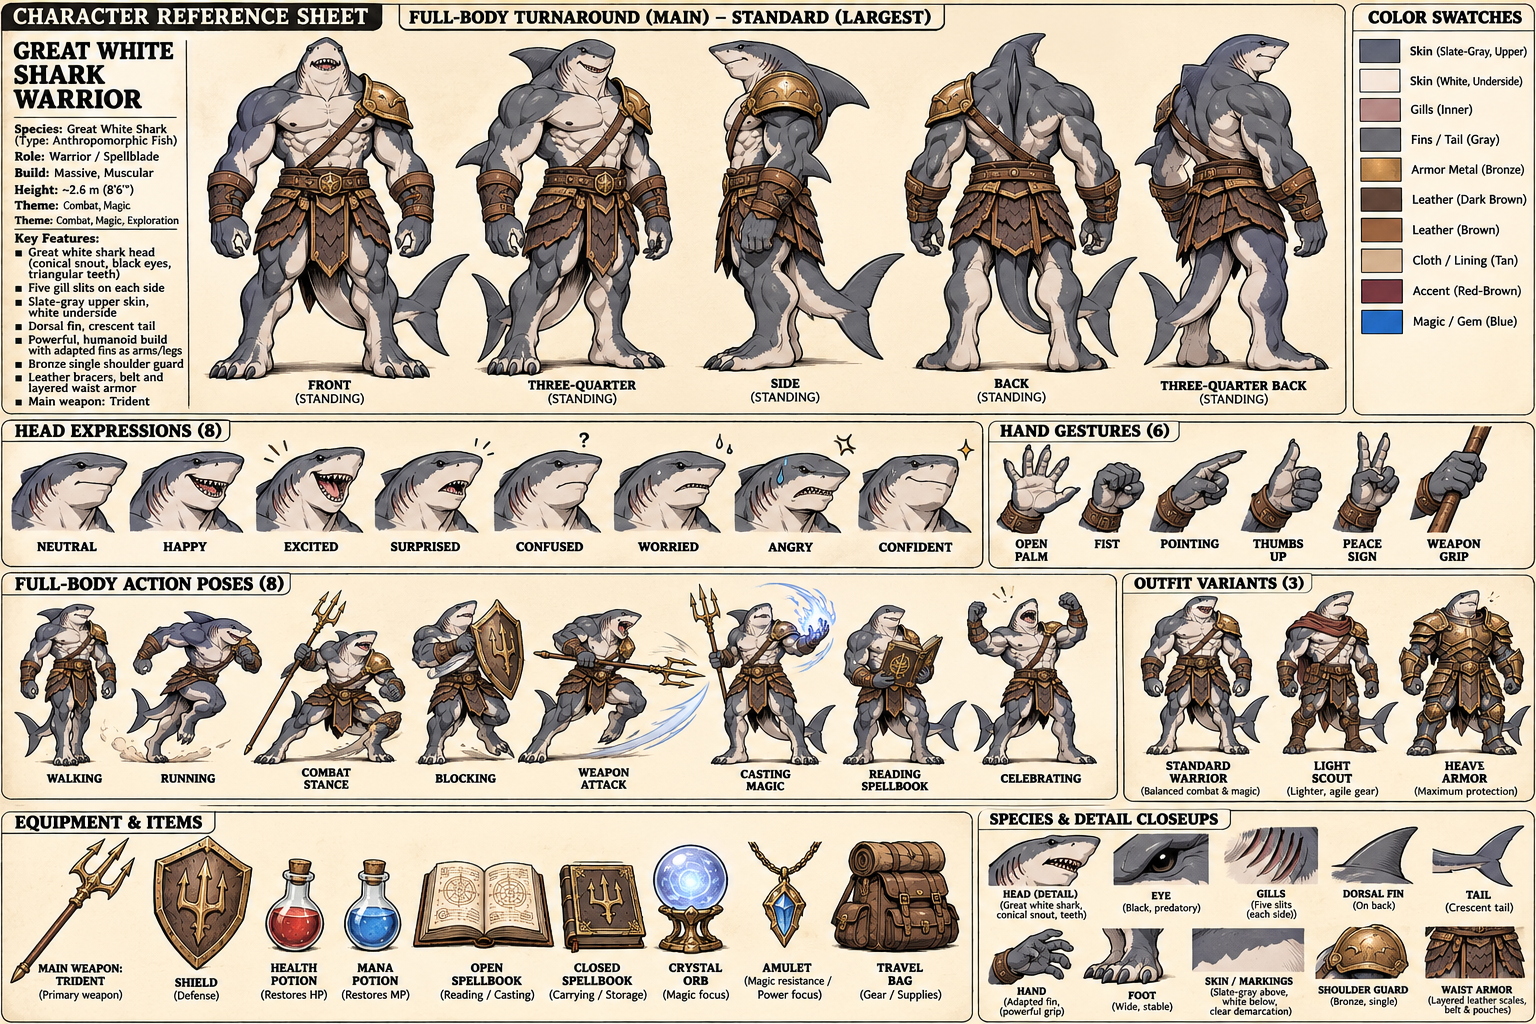 CHARACTER REFERENCE SHEET
GREAT WHITE
SHARK
WARRIOR
Species: Great White Shark
(Type: Anthropomorphic Fish)
Role: Warrior / Spellblade
Build: Massive, Muscular
Height: ~2.6 m (8'6'")
Theme: Combat, Magic
Theme: Combat, Magic, Exploration
Key Features:
▪ Great white shark head
(conical snout, black eyes,
triangular teeth)
▪ Five gill slits on each side
▪ Slate-gray upper skin,
white underside
▪ Dorsal fin, crescent tail
▪ Powerful, humanoid build
with adapted fins as arms/legs
▪ Bronze single shoulder guard
▪ Leather bracers, belt and
layered waist armor
▪ Main weapon: Trident
FULL-BODY TURNAROUND (MAIN) – STANDARD (LARGEST)
FRONT
(STANDING)
THREE-QUARTER
(STANDING)
SIDE
(STANDING)
BACK
(STANDING)
THREE-QUARTER BACK
(STANDING)
COLOR SWATCHES
Skin (Slate-Gray, Upper)
Skin (White, Underside)
Gills (Inner)
Fins / Tail (Gray)
Armor Metal (Bronze)
Leather (Dark Brown)
Leather (Brown)
Cloth / Lining (Tan)
Accent (Red-Brown)
Magic / Gem (Blue)
HEAD EXPRESSIONS (8)
?
NEUTRAL
HAPPY
EXCITED
SURPRISED
CONFUSED
WORRIED
ANGRY
CONFIDENT
HAND GESTURES (6)
OPEN
PALM
FIST
POINTING
THUMBS
UP
PEACE
SIGN
WEAPON
GRIP
FULL-BODY ACTION POSES (8)
WALKING
RUNNING
COMBAT
STANCE
BLOCKING
WEAPON
ATTACK
CASTING
MAGIC
READING
SPELLBOOK
CELEBRATING
OUTFIT VARIANTS (3)
STANDARD
WARRIOR
(Balanced combat & magic)
LIGHT
SCOUT
(Lighter, agile gear)
HEAVE
ARMOR
(Maximum protection)
EQUIPMENT & ITEMS
MAIN WEAPON:
TRIDENT
(Primary weapon)
SHIELD
(Defense)
HEALTH
POTION
(Restores HP)
MANA
POTION
(Restores MP)
OPEN
SPELLBOOK
(Reading / Casting)
CLOSED
SPELLBOOK
(Carrying / Storage)
CRYSTAL
ORB
(Magic focus)
AMULET
(Magic resistance /
Power focus)
TRAVEL
BAG
(Gear / Supplies)
SPECIES & DETAIL CLOSEUPS
HEAD (DETAIL)
(Great white shark,
conical snout, teeth)
EYE
(Black, predatory)
GILLS
(Five slits
(each side))
DORSAL FIN
(On back)
TAIL
(Crescent tail)
HAND
(Adapted fin,
powerful grip)
FOOT
(Wide, stable)
SKIN / MARKINGS
(Slate-gray above,
white below,
clear demarcation)
SHOULDER GUARD
(Bronze, single)
WAIST ARMOR
(Layered leather scales,
belt & pouches)